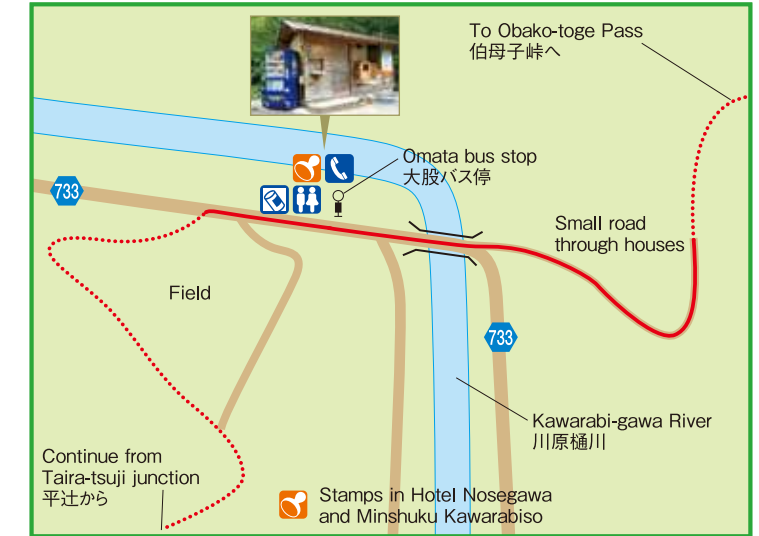 To Obako-toge Pass
伯母子峠へ
Omata bus stop
大股バス停
733
Small road
through houses
Field
733
Kawarabi-gawa River
川原樋川
Continue from
Taira-tsuji junction
平辻から
Stamps in Hotel Nosegawa
and Minshuku Kawarabiso